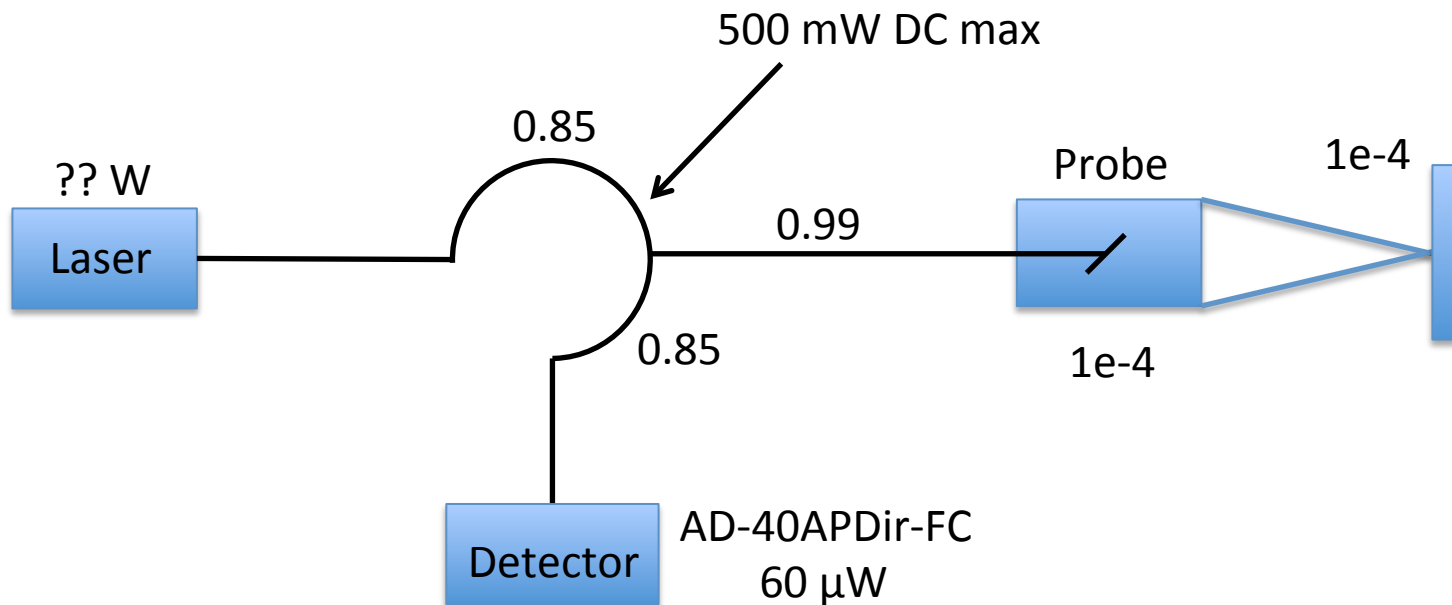 500 mW DC max
0.85
?? W
Laser
Probe
1e-4
0.99
0.85
1e-4
AD-40APDir-FC
Detector
60 µW